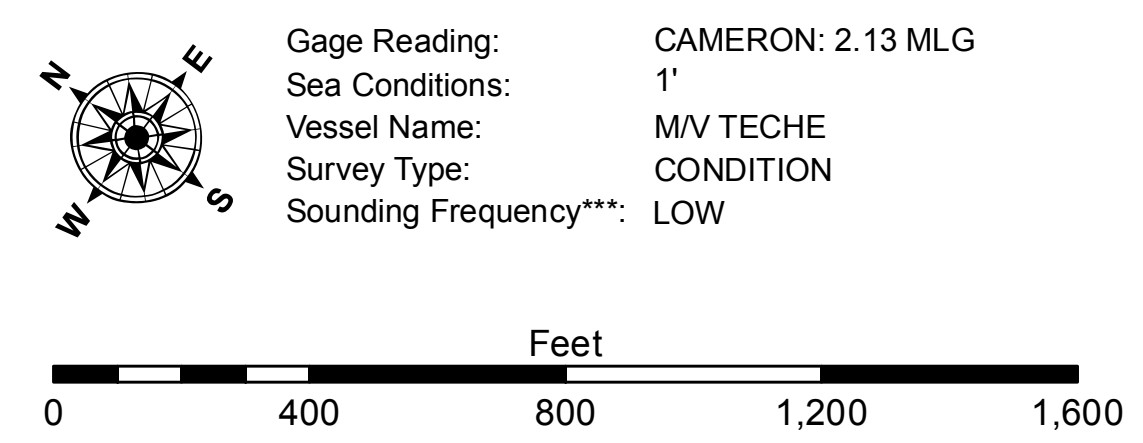 N
E
W
S
Gage Reading: CAMERON: 2.13 MLG
Sea Conditions: 1'
Vessel Name: M/V TECHE
Survey Type: CONDITION
Sounding Frequency***: LOW
Feet
0 400 800 1,200 1,600